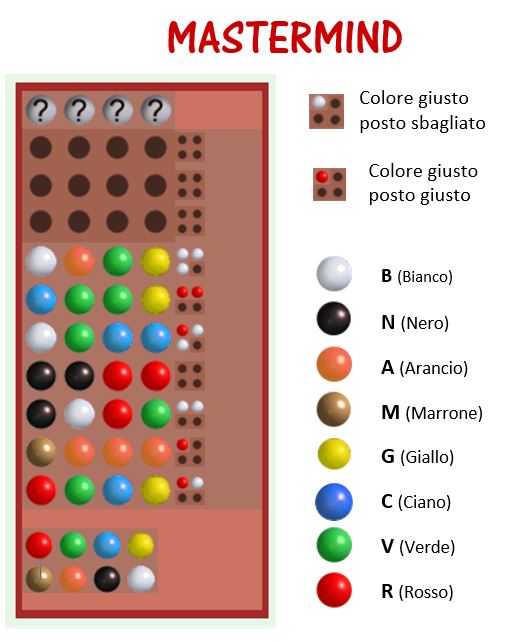 MASTERMIND
? ? ? ?
Colore giusto
posto sbagliato
Colore giusto
posto giusto
B (Bianco)
N (Nero)
A (Arancio)
M (Marrone)
G (Giallo)
C (Ciano)
V (Verde)
R (Rosso)